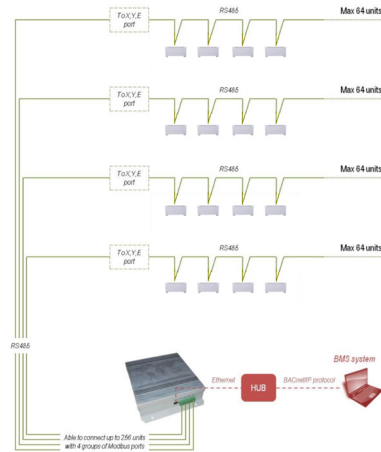 RS485
Max 64 units
To X,Y,E
port
RS485
Max 64 units
To X,Y,E
port
RS485
Max 64 units
To X,Y,E
port
RS485
Max 64 units
To X,Y,E
port
RS485
BMS system
Ethernet
HUB
BACnet/IP protocol
Able to connect up to 256 units
with 4 groups of Modbus ports